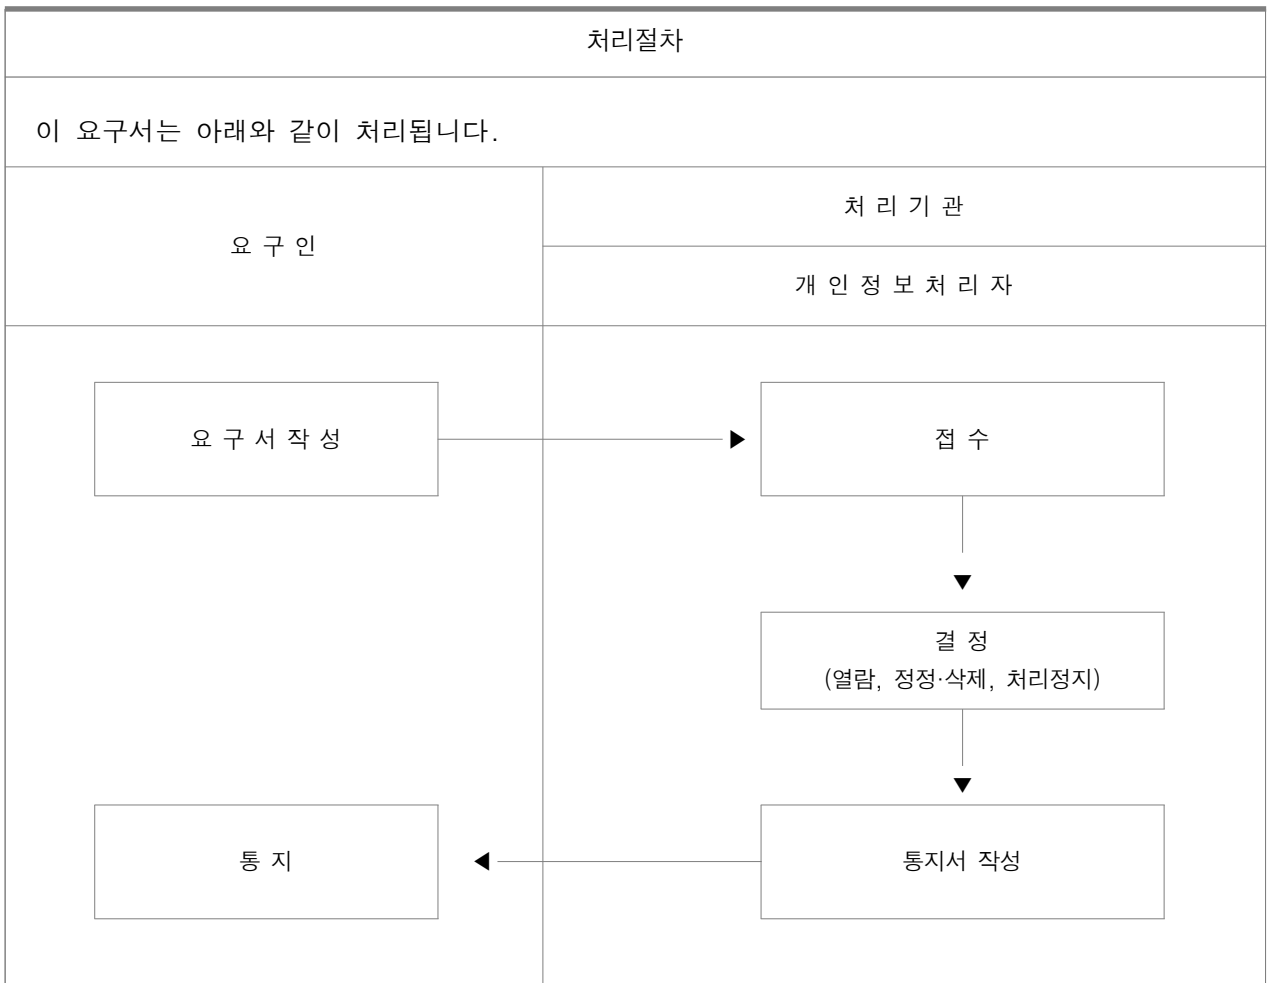 처리절차
이 요구서는 아래와 같이 처리됩니다.
요 구 인
처 리 기 관
개 인 정 보 처 리 자
요 구 서 작 성
접 수
결 정
(열람, 정정·삭제, 처리정지)
통 지
통지서 작성